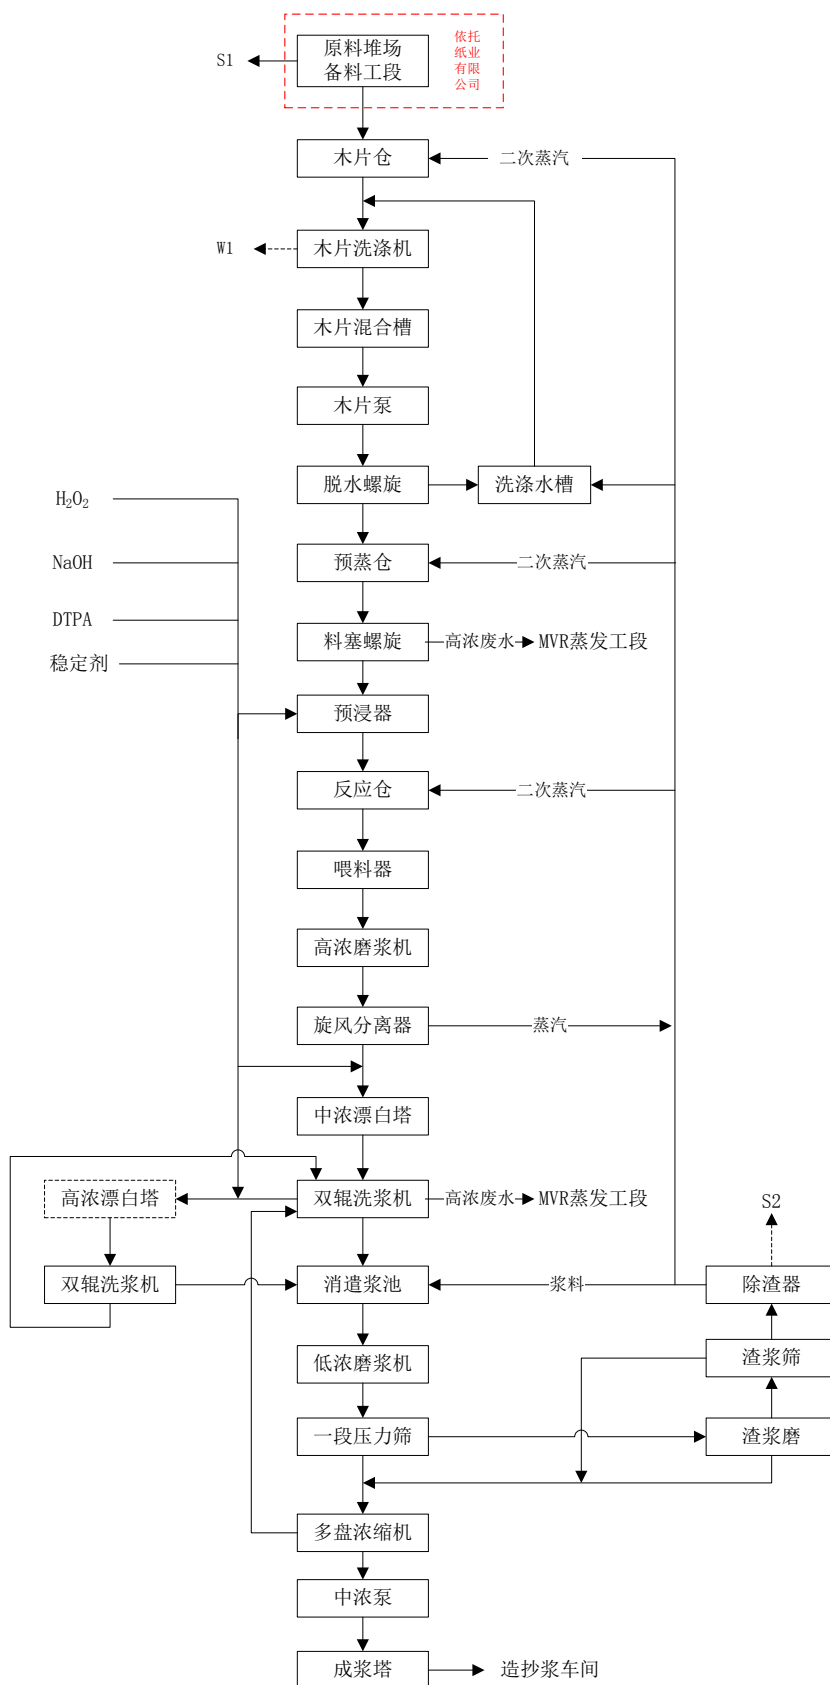 原料堆场
备料工段
依托
纸业
有限
公司
S1
木片仓
二次蒸汽
W1
木片洗涤机
木片混合槽
木片泵
脱水螺旋
洗涤水槽
H₂O₂
NaOH
预蒸仓
二次蒸汽
DTPA
料塞螺旋
高浓废水
MVR蒸发工段
稳定剂
预浸器
反应仓
二次蒸汽
喂料器
高浓磨浆机
旋风分离器
蒸汽
中浓漂白塔
高浓漂白塔
双辊洗浆机
高浓废水
MVR蒸发工段
S2
双辊洗浆机
消遣浆池
浆料
除渣器
低浓磨浆机
渣浆筛
一段压力筛
渣浆磨
多盘浓缩机
中浓泵
成浆塔
造抄浆车间